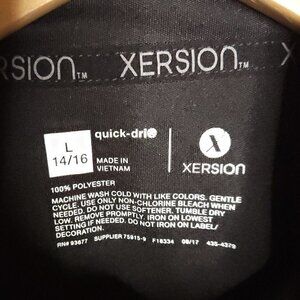 RSION™ XERSION™ X
L
14/16
quick-dri®
MADE IN
VIETNAM
XERSION
100% POLYESTER
MACHINE WASH COLD WITH LIKE COLORS. GENTLE
CYCLE. USE ONLY NON-CHLORINE BLEACH WHEN
NEEDED. DO NOT USE SOFTENER. TUMBLE DRY
LOW. REMOVE PROMPTLY. IRON ON LOWEST
SETTING IF NEEDED. DO NOT IRON ON LABEL/
DECORATION.
RN# 93677 SUPPLIER 75915-9 F18334 08/17 435-4379